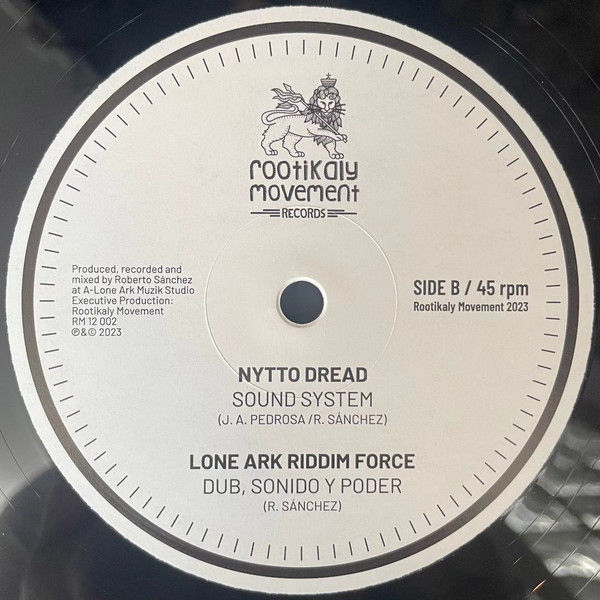 rootikaly
movement
RECORDS
Produced, recorded and
mixed by Roberto Sánchez
at A-Lone Ark Muzik Studio
Executive Production:
Rootikaly Movement
RM 12 002
℗&© 2023
SIDE B / 45 rpm
Rootikaly Movement 2023
NYTTO DREAD
SOUND SYSTEM
(J. A. PEDROSA /R. SÁNCHEZ)
LONE ARK RIDDIM FORCE
DUB, SONIDO Y PODER
(R. SÁNCHEZ)